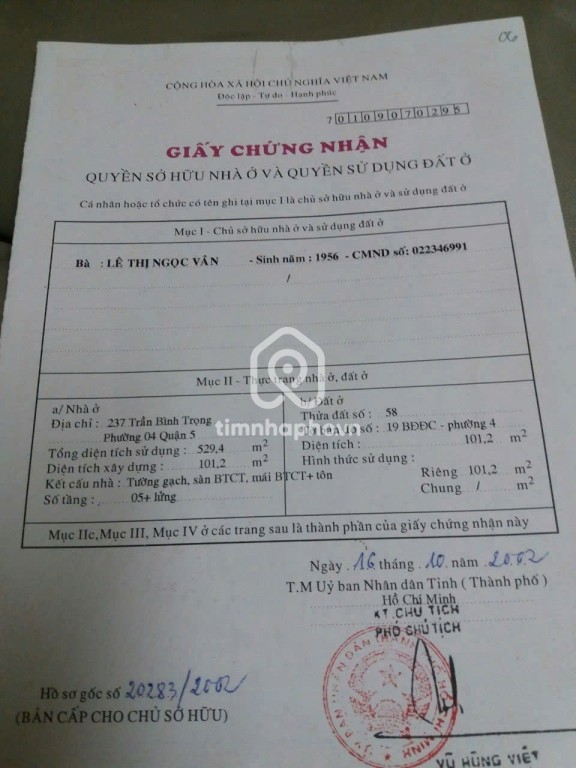 06
CỘNG HÒA XÃ HỘI CHỦ NGHĨA VIỆT NAM
Độc lập - Tự do - Hạnh phúc
7 0109070295
GIẤY CHỨNG NHẬN
QUYỀN SỞ HỮU NHÀ Ở VÀ QUYỀN SỬ DỤNG ĐẤT Ở
Cá nhân hoặc tổ chức có tên ghi tại mục I là chủ sở hữu nhà ở và sử dụng đất ở
Mục I - Chủ sở hữu nhà ở và sử dụng đất ở
Bà : LÊ THỊ NGỌC VÂN - Sinh năm : 1956 - CMND số: 022346991
/
Mục II - Thực trạng nhà ở, đất ở
a/ Nhà ở
Địa chỉ : 237 Trần Bình Trọng
Phường 04 Quận 5
Tổng diện tích sử dụng : 529,4 m2
Diện tích xây dựng : 101,2 m2
Kết cấu nhà : Tường gạch, sàn BTCT, mái BTCT+ tôn
Số tầng : 05+ lửng
b/ Đất ở
Thửa đất số : 58
19 BĐĐC - phường 4
Diện tích : 101,2 m2
Hình thức sử dụng :
Riêng 101,2 m2
Chung / m2
timnhapho
Mục IIc, Mục III, Mục IV ở các trang sau là thành phần của giấy chứng nhận này
Ngày . 16 tháng . 10 . năm . 2002
T.M Uỷ ban Nhân dân Tỉnh ( Thành phố )
Hồ Chí Minh
KT. CHỦ TỊCH
PHÓ CHỦ TỊCH
Hồ sơ gốc số 20283/2002
(BẢN CẤP CHO CHỦ SỞ HỮU)
VŨ HÙNG VIỆT